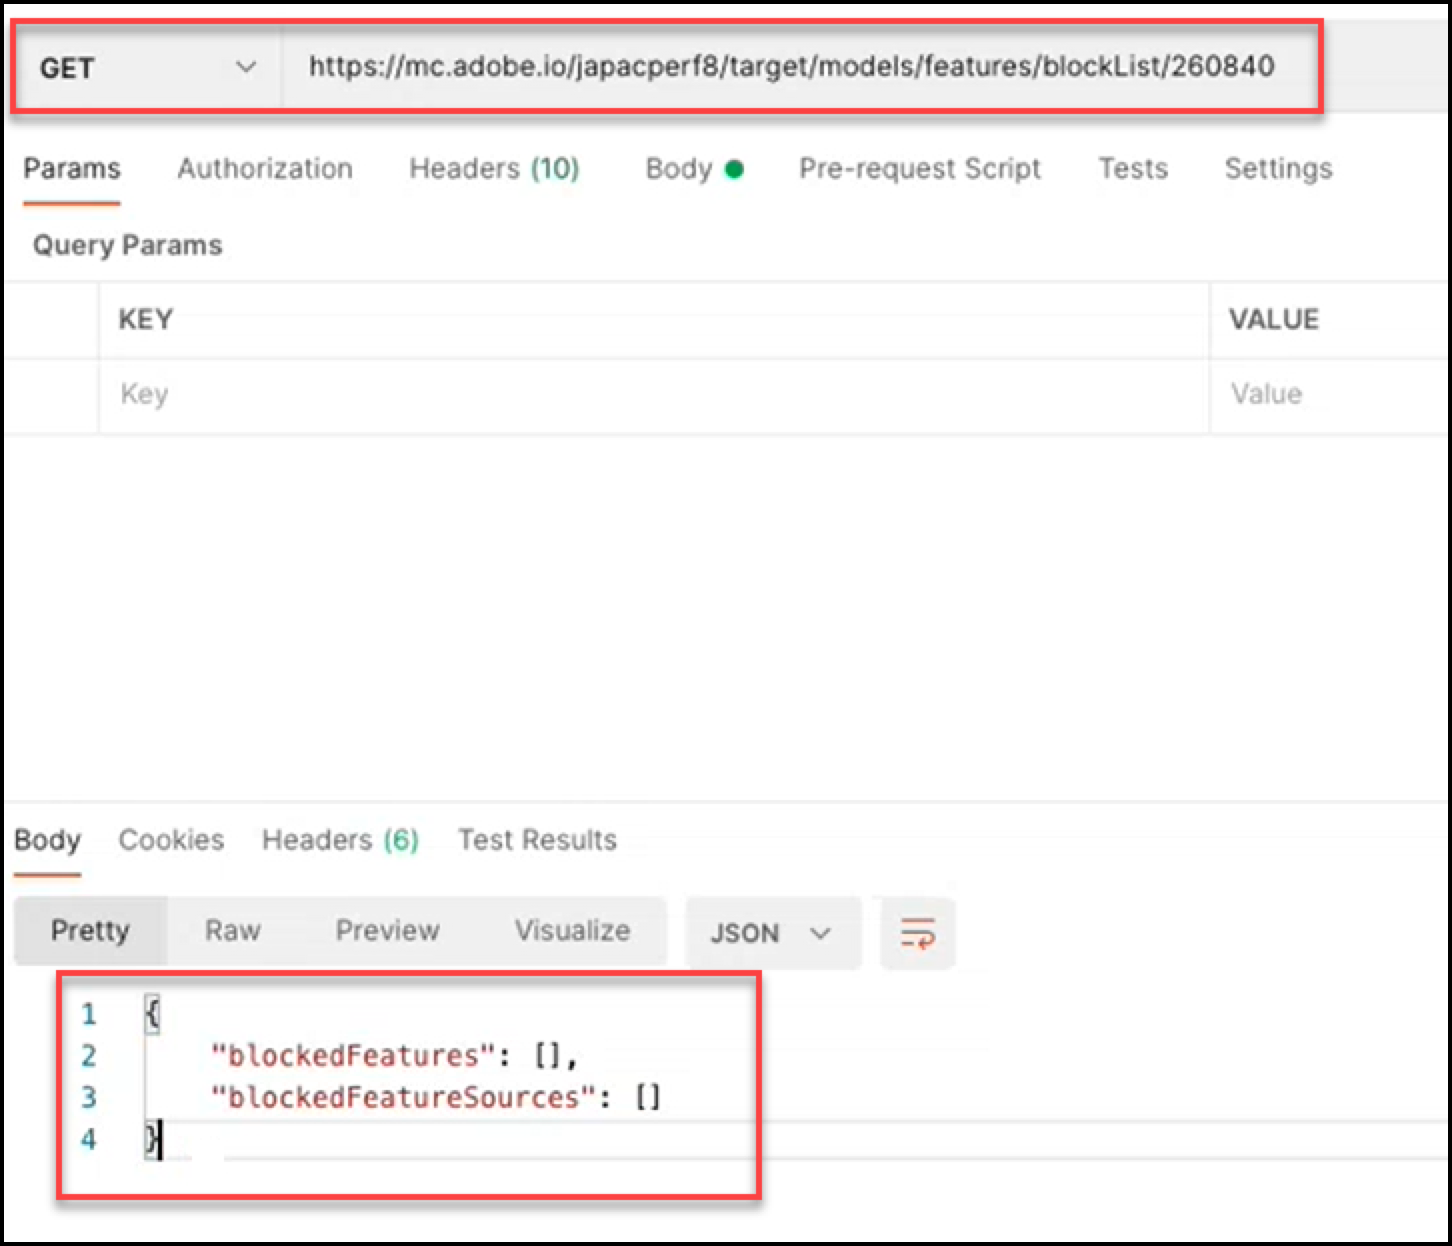 GET https://mc.adobe.io/japacperf8/target/models/features/blockList/260840
Params Authorization Headers (10) Body Pre-request Script Tests Settings
Query Params
KEY VALUE
Key Value
Body Cookies Headers (6) Test Results
Pretty Raw Preview Visualize JSON
1 {
2 "blockedFeatures": [],
3 "blockedFeatureSources": []
4 }